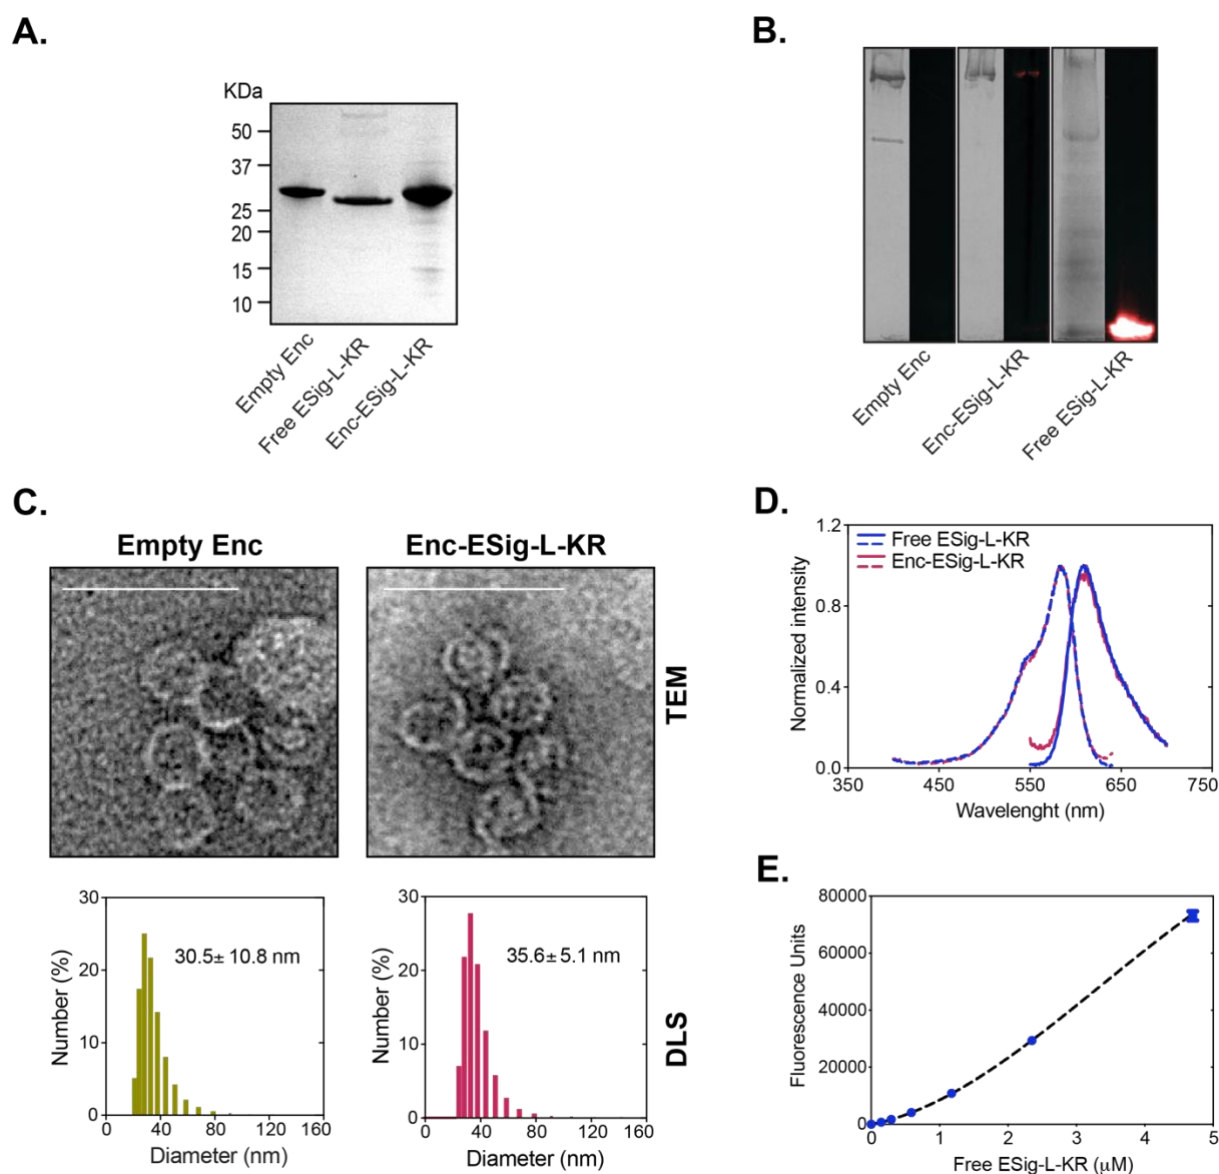 A.
KDa
50
37
25
20
15
10
Empty Enc
Free ESig-L-KR
Enc-ESig-L-KR
B.
Empty Enc
Enc-ESig-L-KR
Free ESig-L-KR
C.
Empty Enc
Enc-ESig-L-KR
TEM
30
20
10
0
Number (%)
30.5± 10.8 nm
0 40 80 120 160
Diameter (nm)
30
20
10
0
Number (%)
35.6± 5.1 nm
0 40 80 120 160
Diameter (nm)
DLS
D.
1.2
0.8
0.4
0.0
Normalized intensity
Free ESig-L-KR
Enc-ESig-L-KR
350 450 550 650 750
Wavelenght (nm)
E.
80000
60000
40000
20000
0
Fluorescence Units
0 1 2 3 4 5
Free ESig-L-KR (µM)